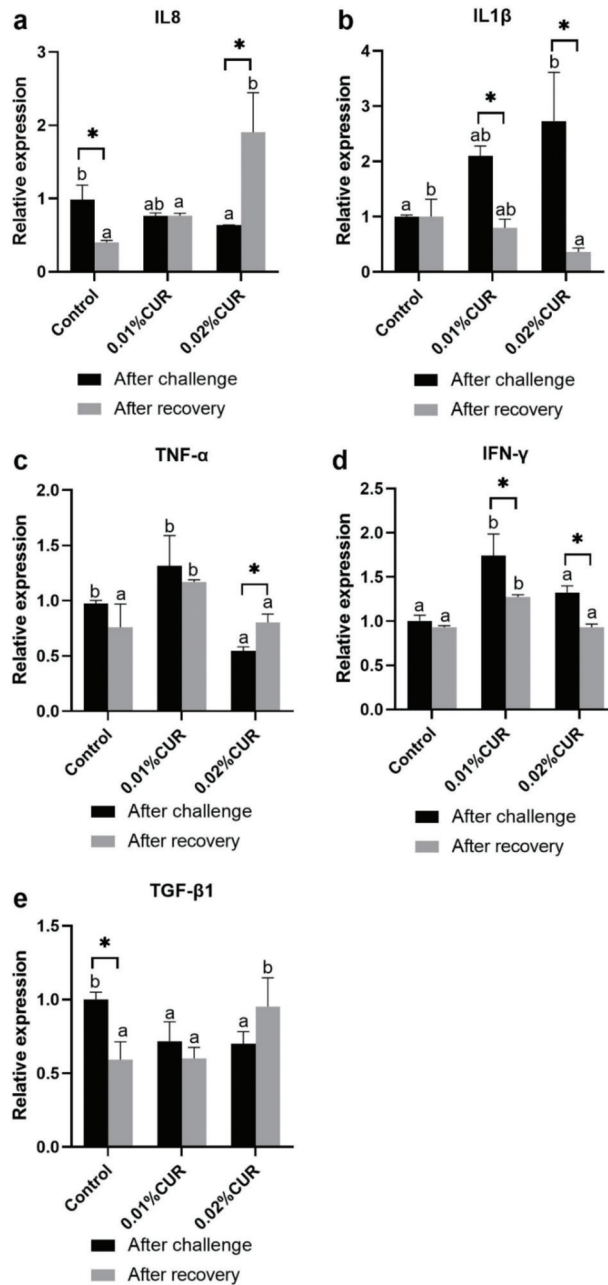 a
IL8
Relative expression
3
2
1
0
*
b
a
ab
a
a
*
b
Control
0.01%CUR
0.02%CUR
After challenge
After recovery
b
IL1β
Relative expression
4
3
2
1
0
a
b
*
ab
ab
*
b
a
Control
0.01%CUR
0.02%CUR
After challenge
After recovery
c
TNF-α
Relative expression
2.0
1.5
1.0
0.5
0.0
b
a
b
b
*
a
a
Control
0.01%CUR
0.02%CUR
After challenge
After recovery
d
IFN-γ
Relative expression
2.5
2.0
1.5
1.0
0.5
0.0
a
a
*
b
b
*
a
a
Control
0.01%CUR
0.02%CUR
After challenge
After recovery
e
TGF-β1
Relative expression
1.5
1.0
0.5
0.0
*
b
a
a
a
a
b
Control
0.01%CUR
0.02%CUR
After challenge
After recovery